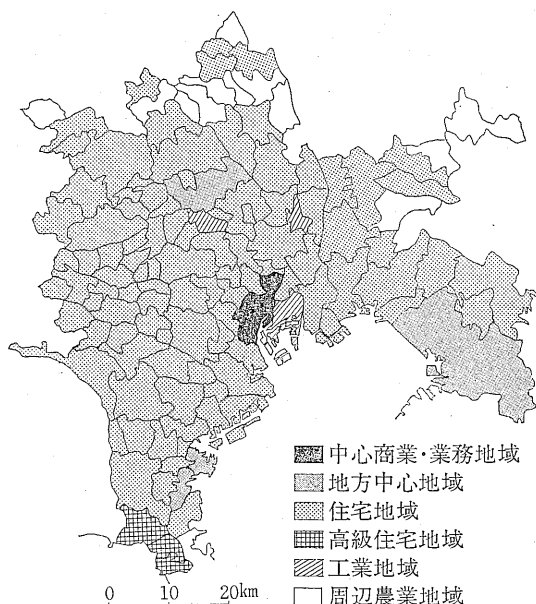 中心商業・業務地域
地方中心地域
住宅地域
高級住宅地域
工業地域
周辺農業地域
0 10 20km